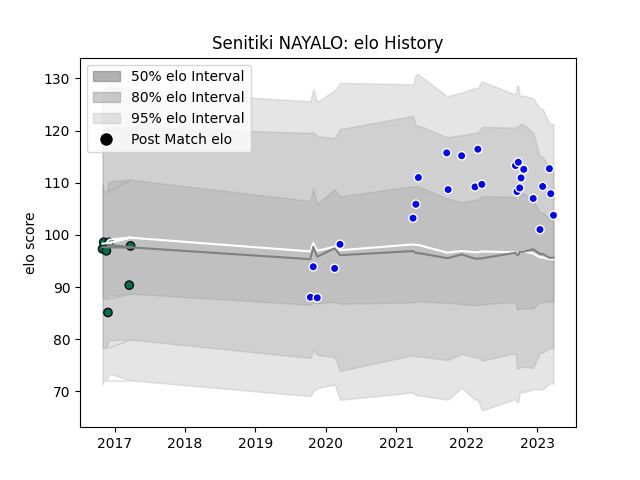 Senitiki NAYALO: elo History
50% elo Interval
80% elo Interval
95% elo Interval
Post Match elo
elo score
130
120
110
100
90
80
70
2017 2018 2019 2020 2021 2022 2023